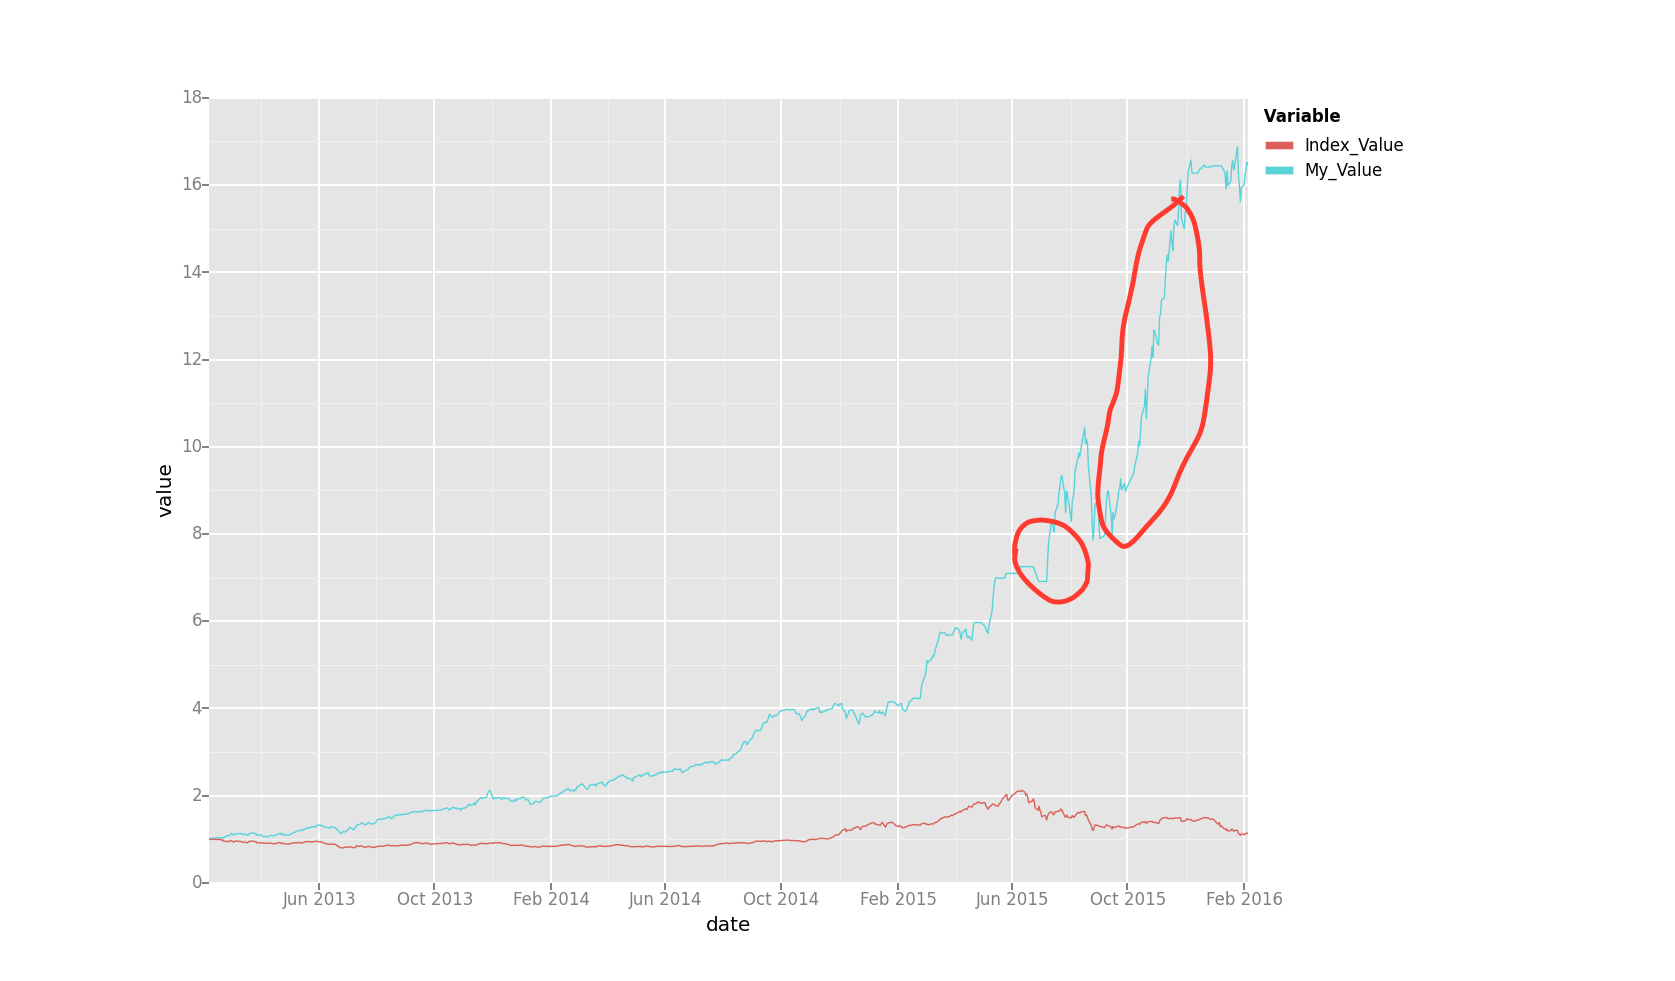 18
16
14
12
10
8
6
4
2
0
value
Jun 2013 Oct 2013 Feb 2014 Jun 2014 Oct 2014 Feb 2015 Jun 2015 Oct 2015 Feb 2016
date
Variable
Index_Value
My_Value